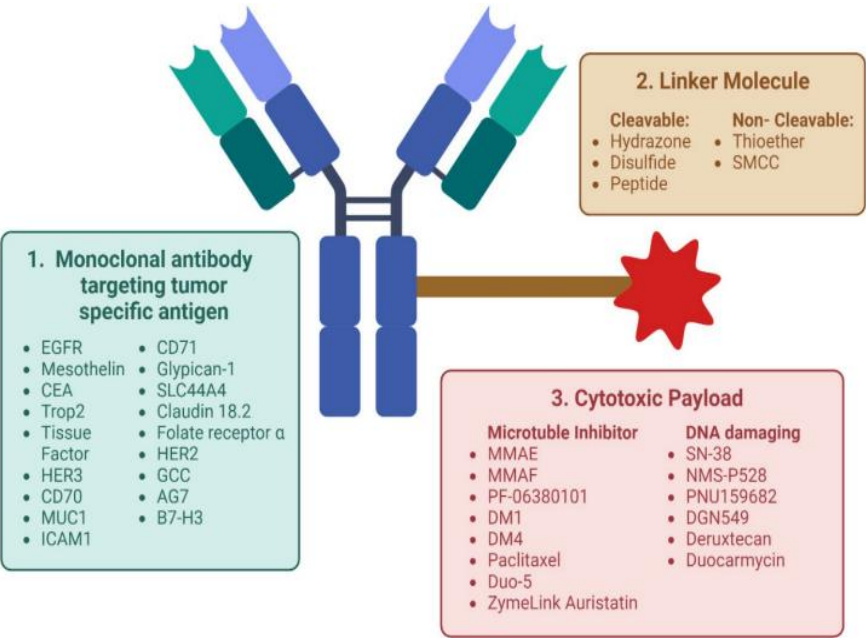 2. Linker Molecule
Cleavable:
• Hydrazone
• Disulfide
• Peptide
Non- Cleavable:
• Thioether
• SMCC
1. Monoclonal antibody
targeting tumor
specific antigen
• EGFR
• Mesothelin
• CEA
• Trop2
• Tissue
Factor
• HER3
• CD70
• MUC1
• ICAM1
• CD71
• Glypican-1
• SLC44A4
• Claudin 18.2
• Folate receptor α
• HER2
• GCC
• AG7
• B7-H3
3. Cytotoxic Payload
Microtuble Inhibitor
• MMAE
• MMAF
• PF-06380101
• DM1
• DM4
• Paclitaxel
• Duo-5
• ZymeLink Auristatin
DNA damaging
• SN-38
• NMS-P528
• PNU159682
• DGN549
• Deruxtecan
• Duocarmycin